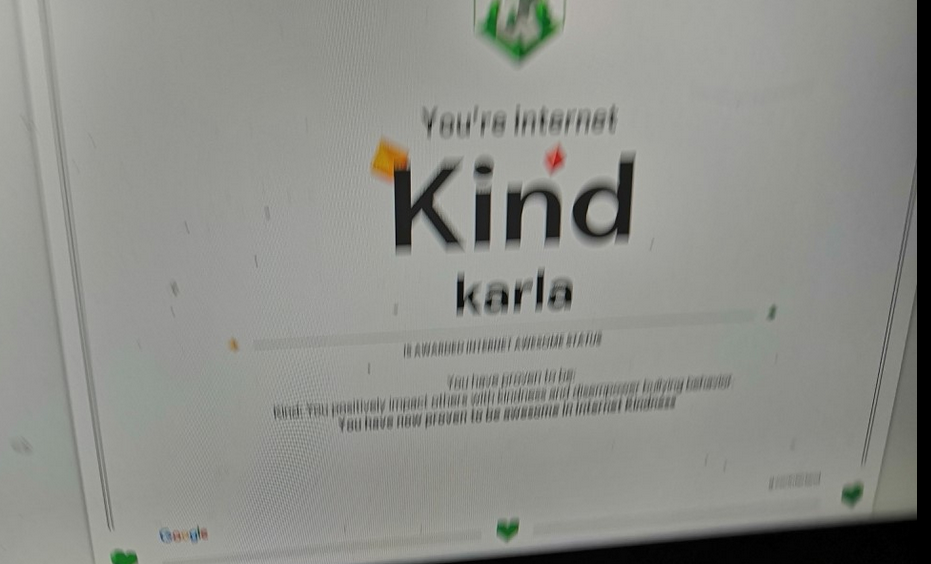 You're Internet
Kind
karla
IS AWARDED INTERNET AWESOME STATUS
You have proven to be:
Kind: You positively impact others with kindness and disempower bullying behavior.
You have now proven to be awesome in Internet Kindness
Google